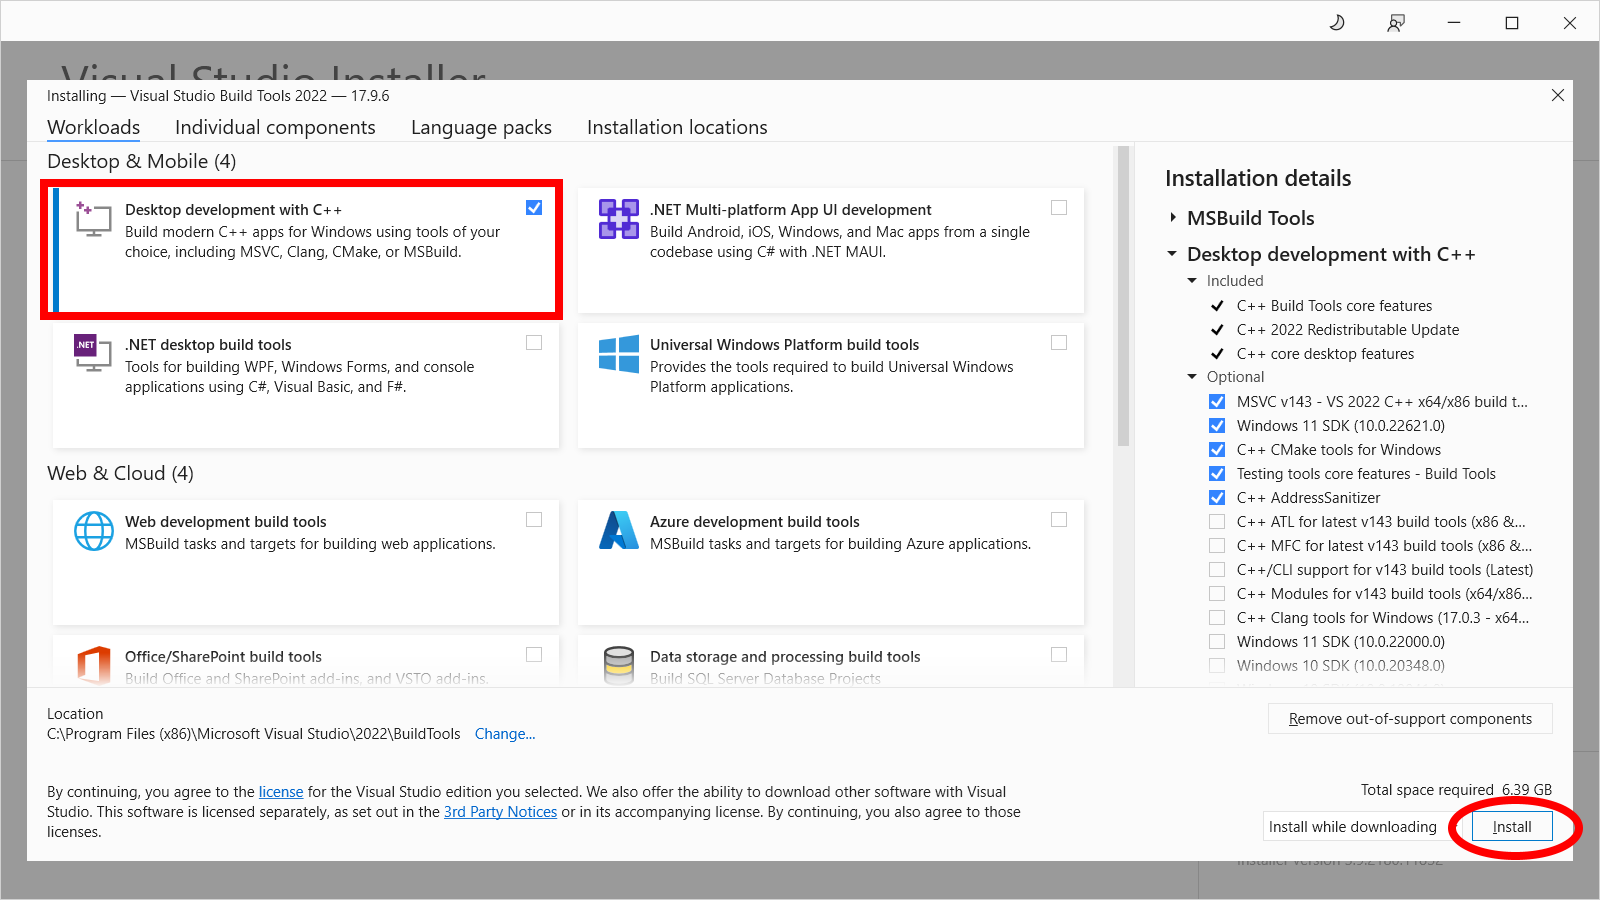 Visual Studio Installer
Installing — Visual Studio Build Tools 2022 — 17.9.6
Workloads
Individual components
Language packs
Installation locations
Desktop & Mobile (4)
Desktop development with C++
Build modern C++ apps for Windows using tools of your
choice, including MSVC, Clang, CMake, or MSBuild.
.NET Multi-platform App UI development
Build Android, iOS, Windows, and Mac apps from a single
codebase using C# with .NET MAUI.
.NET
.NET desktop build tools
Tools for building WPF, Windows Forms, and console
applications using C#, Visual Basic, and F#.
Universal Windows Platform build tools
Provides the tools required to build Universal Windows
Platform applications.
Web & Cloud (4)
Web development build tools
MSBuild tasks and targets for building web applications.
Azure development build tools
MSBuild tasks and targets for building Azure applications.
Office/SharePoint build tools
Build Office and SharePoint add-ins, and VSTO add-ins.
Data storage and processing build tools
Build SQL Server Database Projects
Installation details
MSBuild Tools
Desktop development with C++
Included
C++ Build Tools core features
C++ 2022 Redistributable Update
C++ core desktop features
Optional
MSVC v143 - VS 2022 C++ x64/x86 build t...
Windows 11 SDK (10.0.22621.0)
C++ CMake tools for Windows
Testing tools core features - Build Tools
C++ AddressSanitizer
C++ ATL for latest v143 build tools (x86 &...
C++ MFC for latest v143 build tools (x86 &...
C++/CLI support for v143 build tools (Latest)
C++ Modules for v143 build tools (x64/x86...
C++ Clang tools for Windows (17.0.3 - x64...
Windows 11 SDK (10.0.22000.0)
Windows 10 SDK (10.0.20348.0)
Location
C:\Program Files (x86)\Microsoft Visual Studio\2022\BuildTools Change...
Remove out-of-support components
By continuing, you agree to the license for the Visual Studio edition you selected. We also offer the ability to download other software with Visual
Studio. This software is licensed separately, as set out in the 3rd Party Notices or in its accompanying license. By continuing, you also agree to those
licenses.
Total space required 6.39 GB
Install while downloading
Install
Installer version